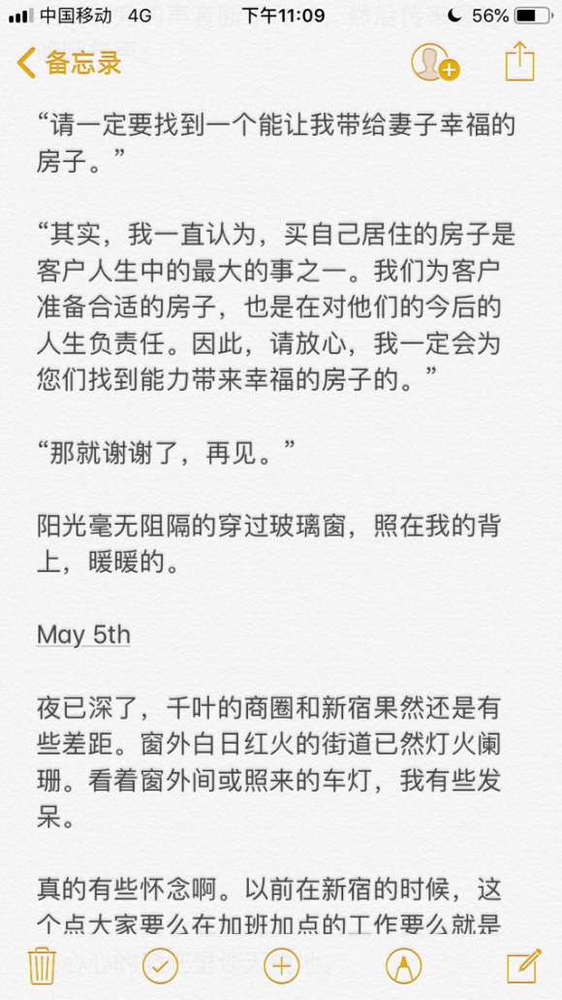 中国移动 4G 下午11:09 56%
备忘录
“请一定要找到一个能让我带给妻子幸福的
房子。”
“其实，我一直认为，买自己居住的房子是
客户人生中的最大的事之一。我们为客户
准备合适的房子，也是在对他们的今后的
人生负责任。因此，请放心，我一定会为
您们找到能力带来幸福的房子的。”
“那就谢谢了，再见。”
阳光毫无阻隔的穿过玻璃窗，照在我的背
上，暖暖的。
May 5th
夜已深了，千叶的商圈和新宿果然还是有
些差距。窗外白日红火的街道已然灯火阑
珊。看着窗外间或照来的车灯，我有些发
呆。
真的有些怀念啊。以前在新宿的时候，这
个点大家要么在加班加点的工作要么就是